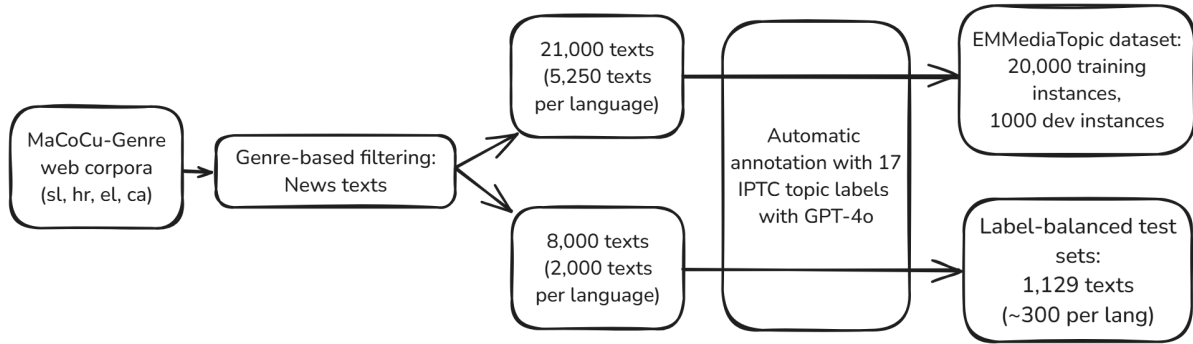 MaCoCu-Genre
web corpora
(sl, hr, el, ca)
Genre-based filtering:
News texts
21,000 texts
(5,250 texts
per language)
8,000 texts
(2,000 texts
per language)
Automatic
annotation with 17
IPTC topic labels
with GPT-4o
EMMediaTopic dataset:
20,000 training
instances,
1000 dev instances
Label-balanced test
sets:
1,129 texts
(~300 per lang)